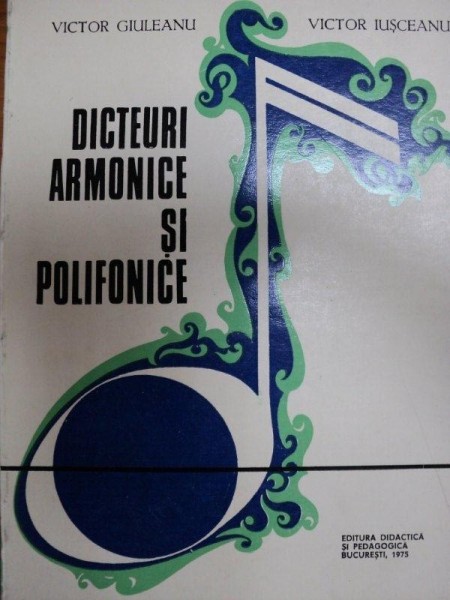 VICTOR GIULEANU VICTOR IUȘCEANU
DICTEURI
ARMONICE
ȘI
POLIFONICE
EDITURA DIDACTICĂ
ȘI PEDAGOGICĂ
BUCUREȘTI, 1975